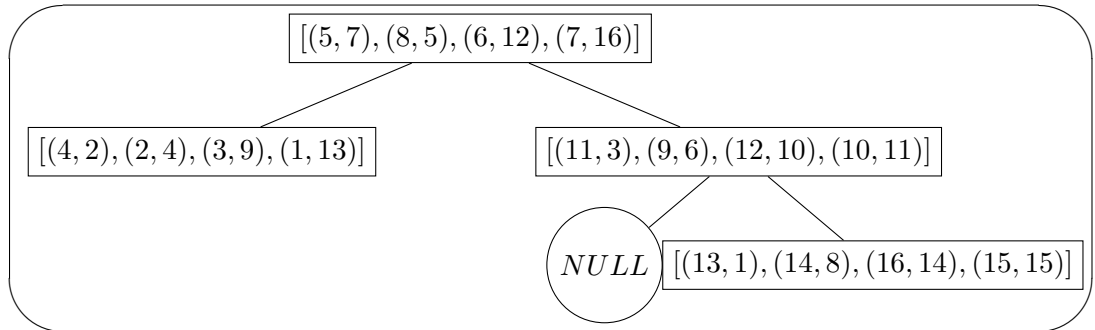 [(5, 7), (8, 5), (6, 12), (7, 16)]
[(4, 2), (2, 4), (3, 9), (1, 13)]
[(11, 3), (9, 6), (12, 10), (10, 11)]
NULL
[(13, 1), (14, 8), (16, 14), (15, 15)]